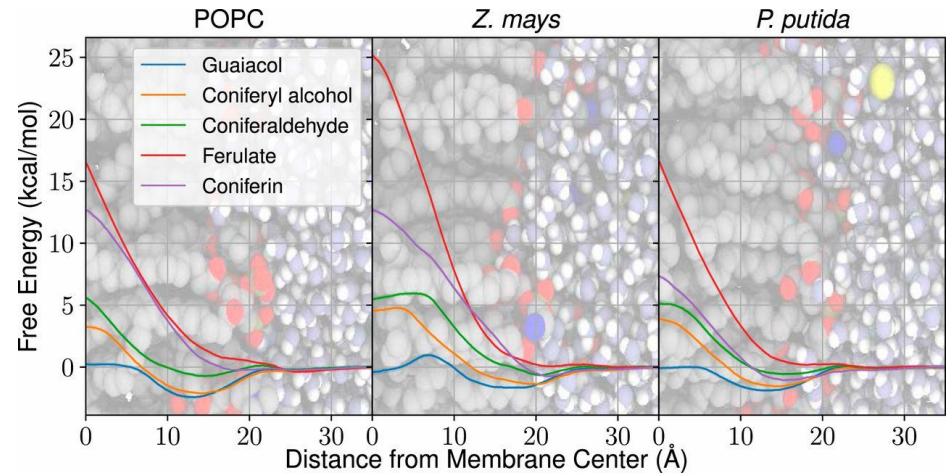 POPC
Z. mays
P. putida
Free Energy (kcal/mol)
25
20
15
10
5
0
Guaiacol
Coniferyl alcohol
Coniferaldehyde
Ferulate
Coniferin
0 10 20 30 0 10 20 30 0 10 20 30
Distance from Membrane Center (Å)